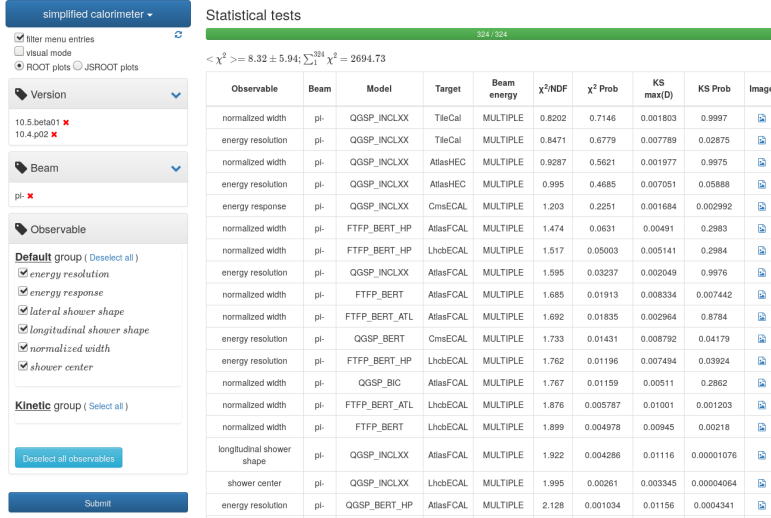 simplified calorimeter
filter menu entries
visual mode
ROOT plots JSROOT plots
Version
10.5.beta01 ✖
10.4.p02 ✖
Beam
pi- ✖
Observable
Default group ( Deselect all )
energy resolution
energy response
lateral shower shape
longitudinal shower shape
normalized width
shower center
Kinetic group ( Select all )
Deselect all observables
Submit
Statistical tests
324 / 324
< χ² >= 8.32 ± 5.94; ∑₁³²⁴ χ² = 2694.73
Observable Beam Model Target Beam energy χ²/NDF χ² Prob KS max(D) KS Prob Image
normalized width pi- QGSP_INCLXX TileCal MULTIPLE 0.8202 0.7146 0.001803 0.9997
energy resolution pi- QGSP_INCLXX TileCal MULTIPLE 0.8471 0.6779 0.007789 0.02875
normalized width pi- QGSP_INCLXX AtlasHEC MULTIPLE 0.9287 0.5621 0.001977 0.9975
energy resolution pi- QGSP_INCLXX AtlasHEC MULTIPLE 0.995 0.4685 0.007051 0.05888
energy response pi- QGSP_INCLXX CmsECAL MULTIPLE 1.203 0.2251 0.001684 0.002992
normalized width pi- FTFP_BERT_HP AtlasFCAL MULTIPLE 1.474 0.0631 0.00491 0.2983
normalized width pi- FTFP_BERT_HP LhcbECAL MULTIPLE 1.517 0.05003 0.005141 0.2984
energy resolution pi- QGSP_INCLXX AtlasFCAL MULTIPLE 1.595 0.03237 0.002049 0.9976
normalized width pi- FTFP_BERT AtlasFCAL MULTIPLE 1.685 0.01913 0.008334 0.007442
normalized width pi- FTFP_BERT_ATL AtlasFCAL MULTIPLE 1.692 0.01835 0.002964 0.8784
energy resolution pi- QGSP_BERT CmsECAL MULTIPLE 1.733 0.01431 0.008792 0.04179
energy resolution pi- FTFP_BERT_HP LhcbECAL MULTIPLE 1.762 0.01196 0.007494 0.03924
normalized width pi- QGSP_BIC AtlasFCAL MULTIPLE 1.767 0.01159 0.00511 0.2862
normalized width pi- FTFP_BERT_ATL LhcbECAL MULTIPLE 1.876 0.005787 0.01001 0.001203
normalized width pi- FTFP_BERT LhcbECAL MULTIPLE 1.899 0.004978 0.00945 0.00218
longitudinal shower shape pi- QGSP_INCLXX AtlasFCAL MULTIPLE 1.922 0.004286 0.01116 0.00001076
shower center pi- QGSP_INCLXX LhcbECAL MULTIPLE 1.995 0.00261 0.003345 0.00004064
energy resolution pi- QGSP_BERT_HP AtlasFCAL MULTIPLE 2.128 0.001034 0.01156 0.0004341